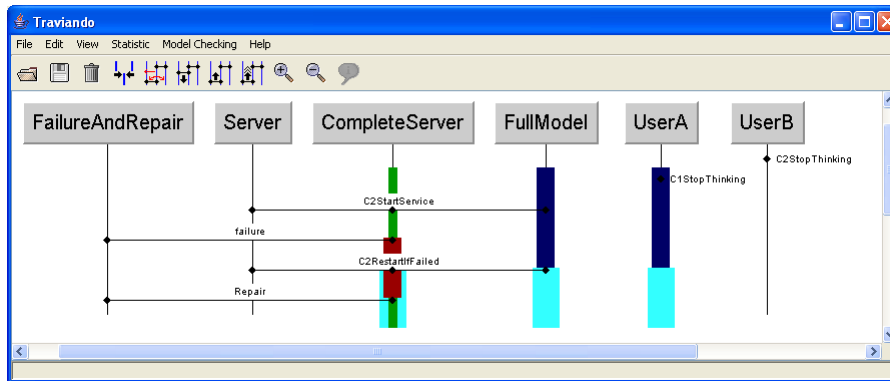 Traviando
File Edit View Statistic Model Checking Help
FailureAndRepair Server CompleteServer FullModel UserA UserB
C2StopThinking
C1StopThinking
C2StartService
failure
C2RestartIfFailed
Repair